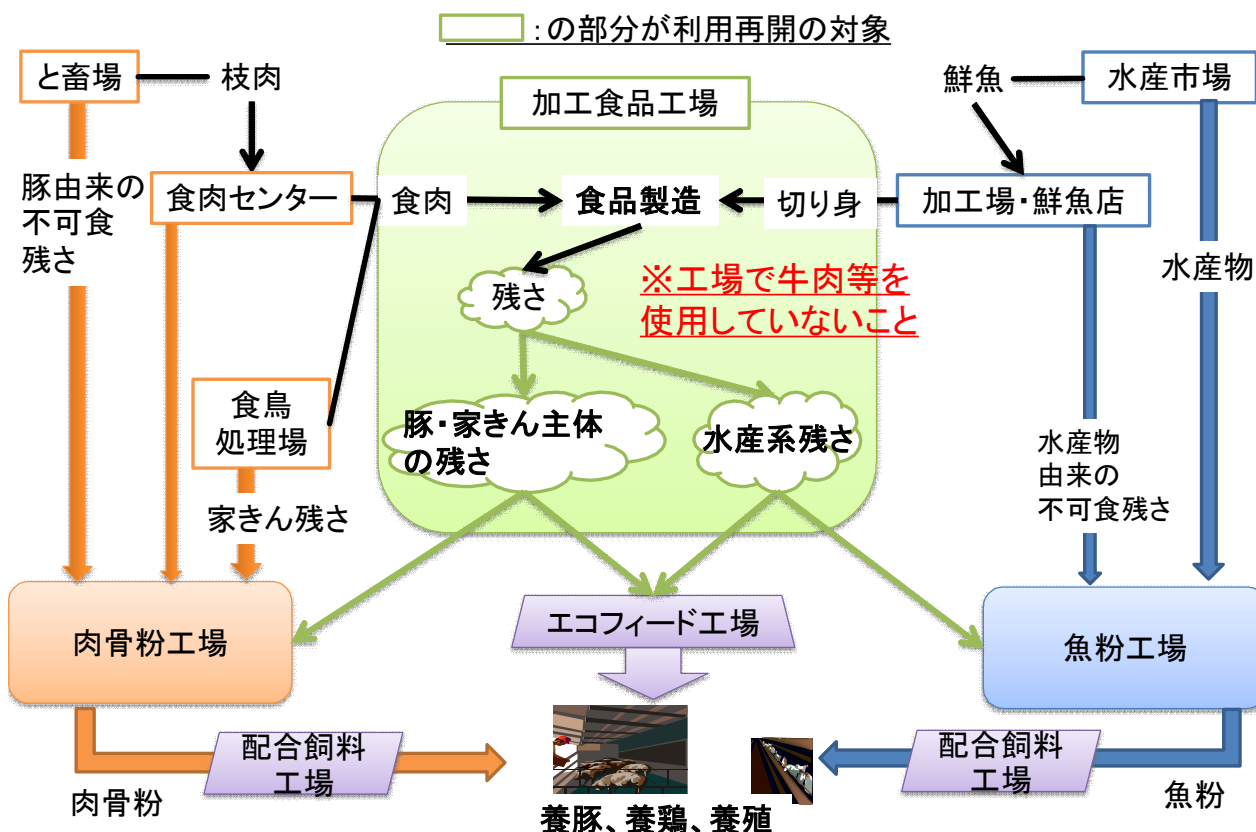 :の部分が利用再開の対象
と畜場
枝肉
加工食品工場
鮮魚
水産市場
豚由来の
不可食
残さ
食肉センター
食肉
食品製造
切り身
加工場・鮮魚店
水産物
残さ
※工場で牛肉等を
使用していないこと
食鳥
処理場
豚・家きん主体
の残さ
水産系残さ
水産物
由来の
不可食残さ
家きん残さ
肉骨粉工場
エコフィード工場
魚粉工場
配合飼料
工場
配合飼料
工場
肉骨粉
魚粉
養豚、養鶏、養殖